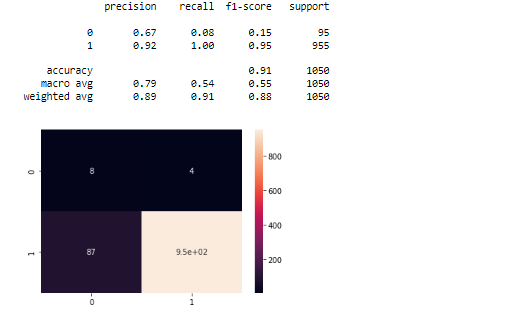 precision recall f1-score support
0 0.67 0.08 0.15 95
1 0.92 1.00 0.95 955
accuracy 0.91 1050
macro avg 0.79 0.54 0.55 1050
weighted avg 0.89 0.91 0.88 1050
800
0 8 4
600
400
1 87 9.5e+02
200
0 1